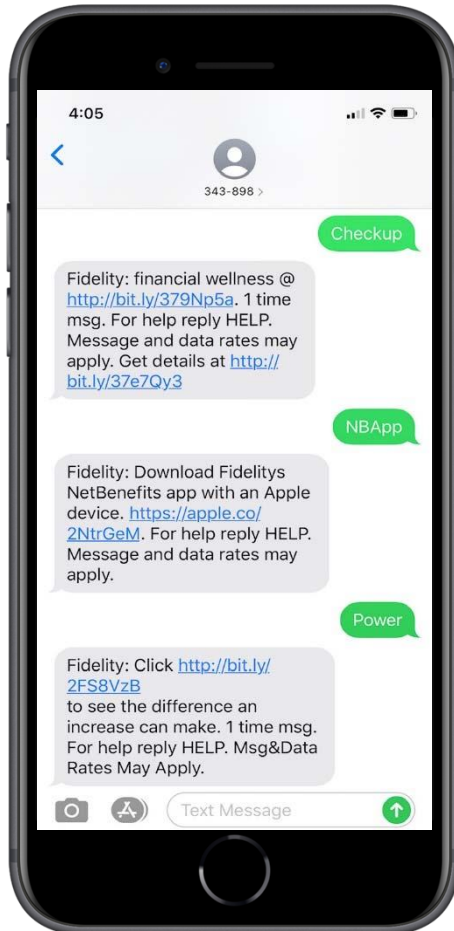 4:05
343-898 >
Checkup
Fidelity: financial wellness @
http://bit.ly/379Np5a. 1 time
msg. For help reply HELP.
Message and data rates may
apply. Get details at http://
bit.ly/37e7Qy3
NBApp
Fidelity: Download Fidelitys
NetBenefits app with an Apple
device. https://apple.co/
2NtrGeM. For help reply HELP.
Message and data rates may
apply.
Power
Fidelity: Click http://bit.ly/
2FS8VzB
to see the difference an
increase can make. 1 time msg.
For help reply HELP. Msg&Data
Rates May Apply.
Text Message